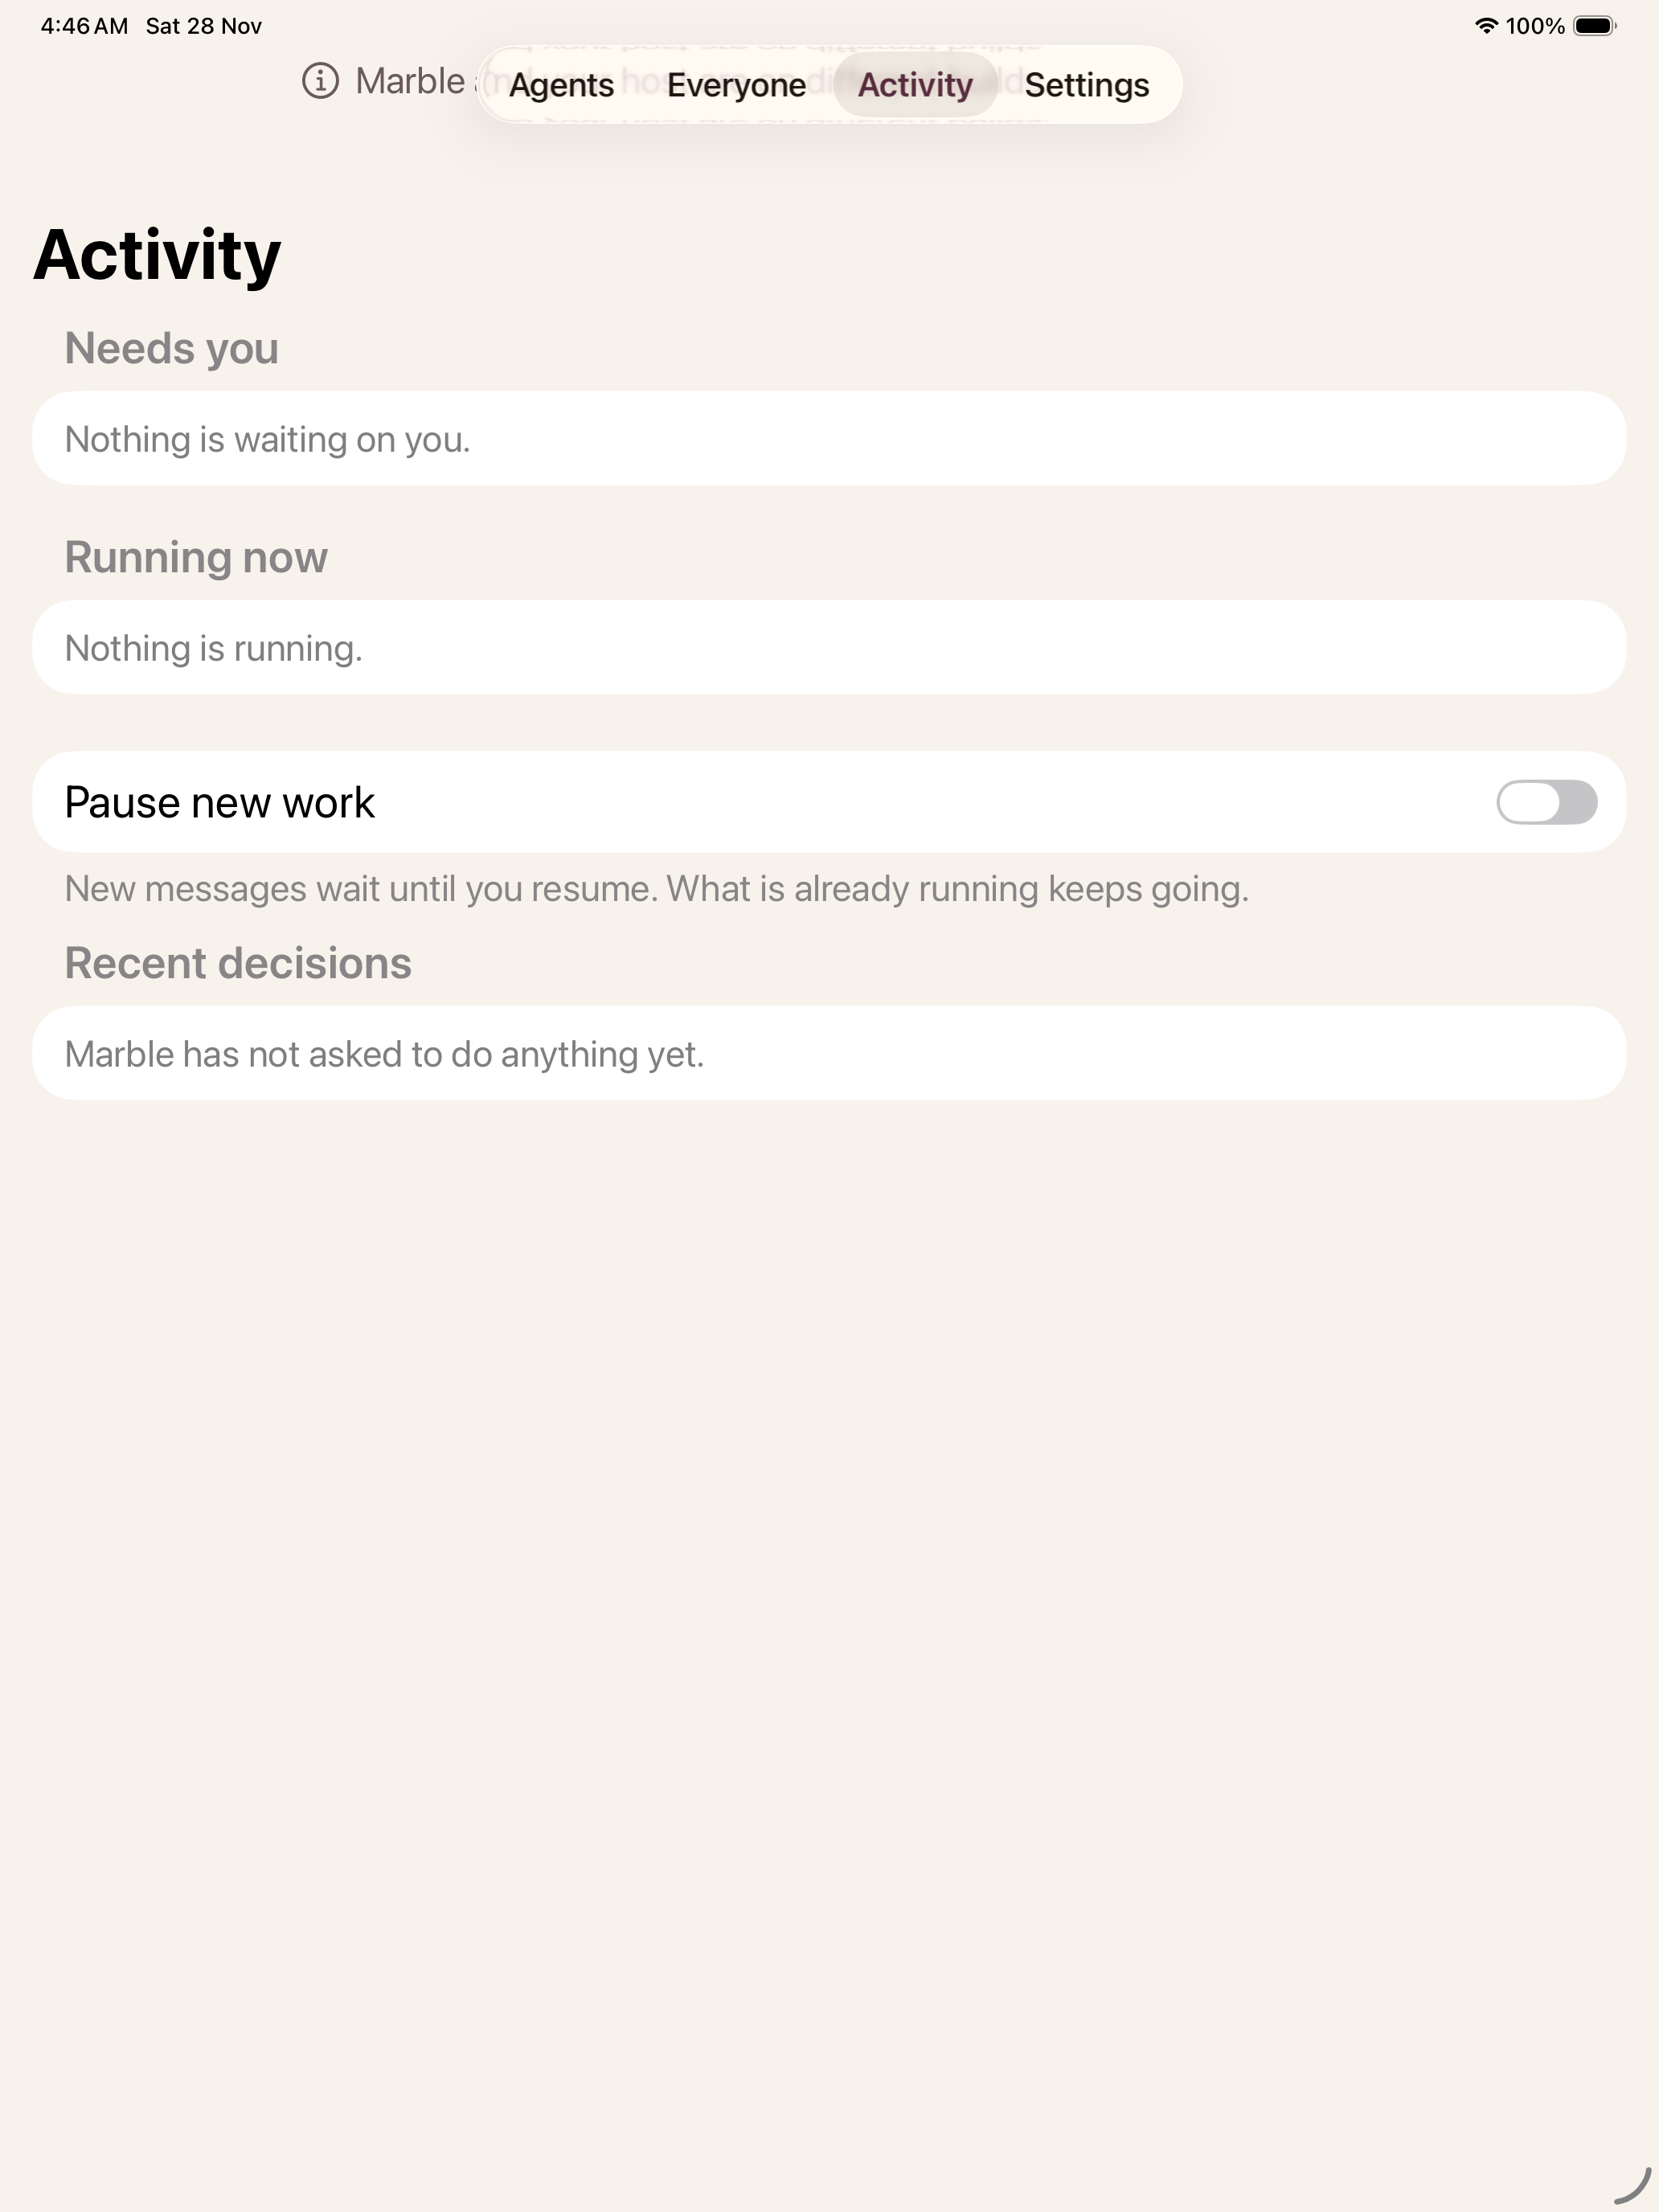 4:46 AM Sat 28 Nov
100%
Marble
Agents Everyone Activity Settings
Activity
Needs you
Nothing is waiting on you.
Running now
Nothing is running.
Pause new work
New messages wait until you resume. What is already running keeps going.
Recent decisions
Marble has not asked to do anything yet.